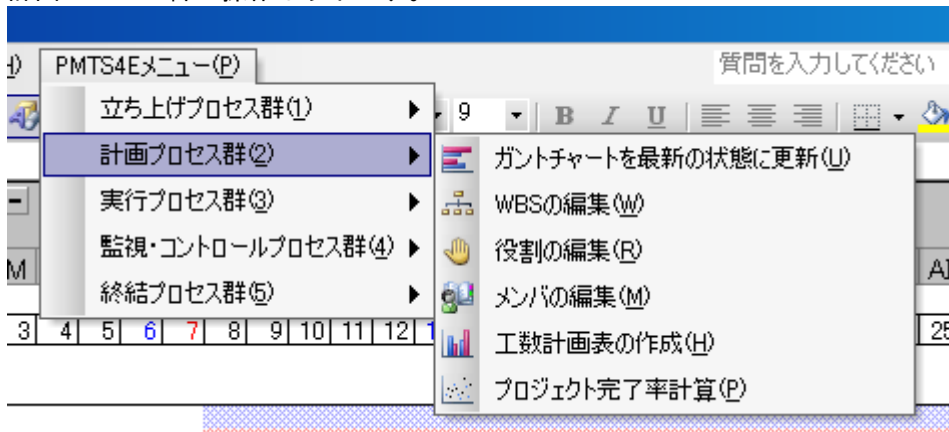 PMTS4Eメニュー(P)
質問を入力してください
9
B I U
立ち上げプロセス群(1)
計画プロセス群(2)
実行プロセス群(3)
監視・コントロールプロセス群(4)
終結プロセス群(5)
ガントチャートを最新の状態に更新(U)
WBSの編集(W)
役割の編集(R)
メンバの編集(M)
工数計画表の作成(H)
プロジェクト完了率計算(P)
M
3 4 5 6 7 8 9 10 11 12